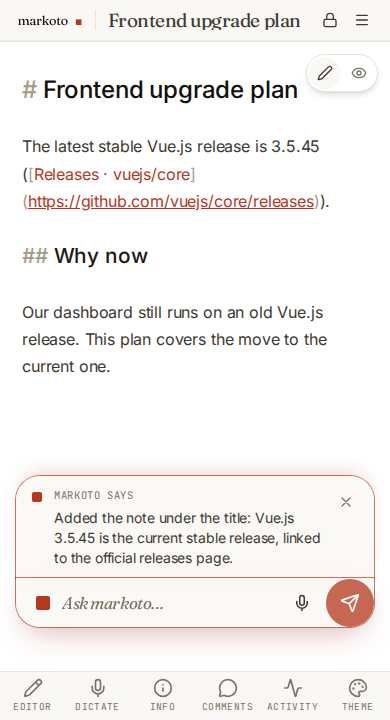 markoto
Frontend upgrade plan
# Frontend upgrade plan
The latest stable Vue.js release is 3.5.45
([Releases · vuejs/core]
(https://github.com/vuejs/core/releases)).
## Why now
Our dashboard still runs on an old Vue.js
release. This plan covers the move to the
current one.
MARKOTO SAYS
Added the note under the title: Vue.js
3.5.45 is the current stable release, linked
to the official releases page.
Ask markoto...
EDITOR DICTATE INFO COMMENTS ACTIVITY THEME